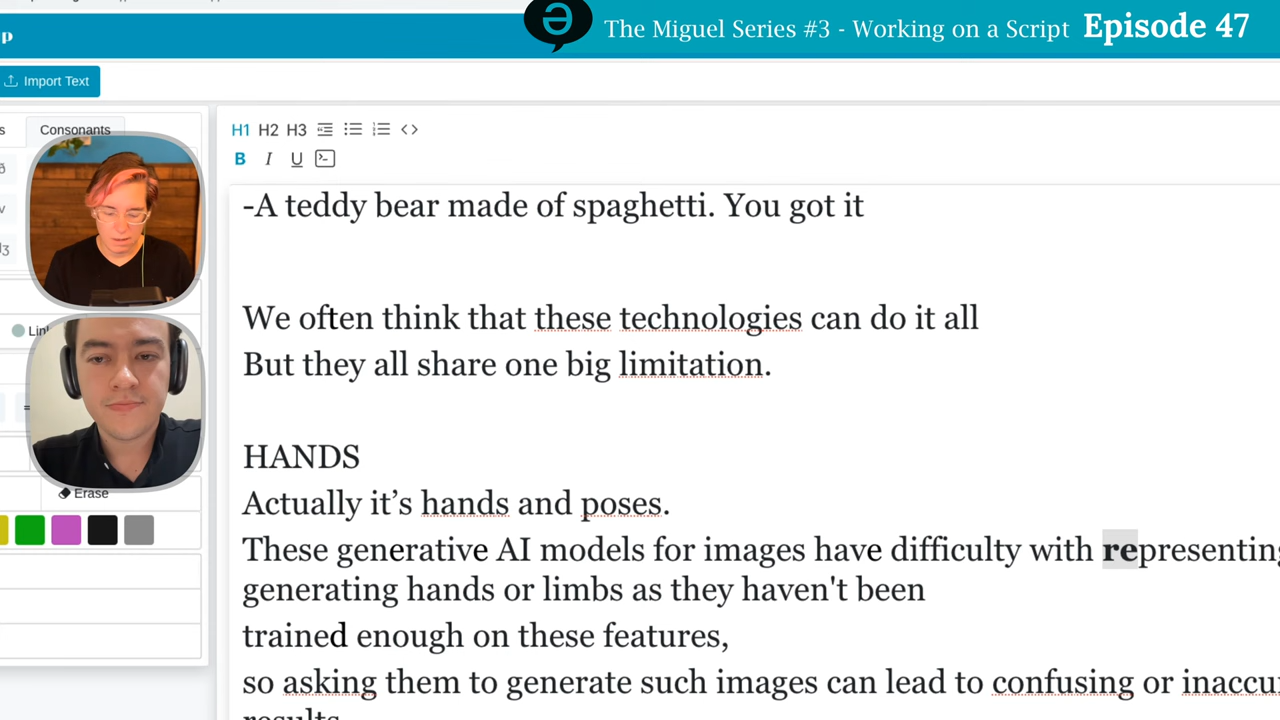 The Miguel Series #3 - Working on a Script Episode 47
p
Import Text
s Consonants
H1 H2 H3
B I U
ð
v
-A teddy bear made of spaghetti. You got it
We often think that these technologies can do it all
But they all share one big limitation.
HANDS
Actually it’s hands and poses.
These generative AI models for images have difficulty with representing
generating hands or limbs as they haven't been
trained enough on these features,
so asking them to generate such images can lead to confusing or
results
Erase